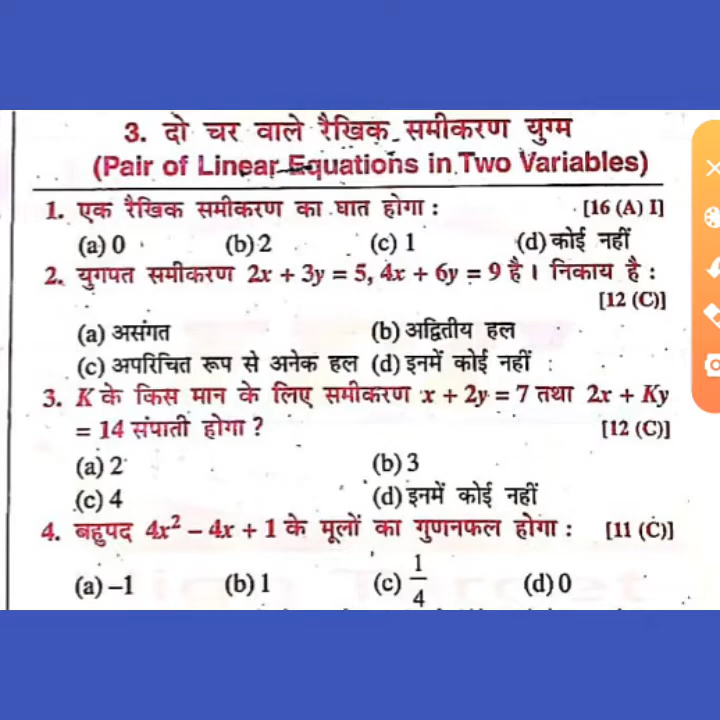 3. दो चर वाले रैखिक समीकरण युग्म
(Pair of Linear Equations in Two Variables)
1. एक रैखिक समीकरण का घात होगा : [16 (A) I]
(a) 0 (b) 2 (c) 1 (d) कोई नहीं
2. युगपत समीकरण 2x + 3y = 5, 4x + 6y = 9 है। निकाय है :
[12 (C)]
(a) असंगत (b) अद्वितीय हल
(c) अपरिचित रूप से अनेक हल (d) इनमें कोई नहीं
3. K के किस मान के लिए समीकरण x + 2y = 7 तथा 2x + Ky
= 14 संपाती होगा ? [12 (C)]
(a) 2 (b) 3
(c) 4 (d) इनमें कोई नहीं
4. बहुपद 4x² – 4x + 1 के मूलों का गुणनफल होगा : [11 (C)]
(a) –1 (b) 1 (c) 1/4 (d) 0